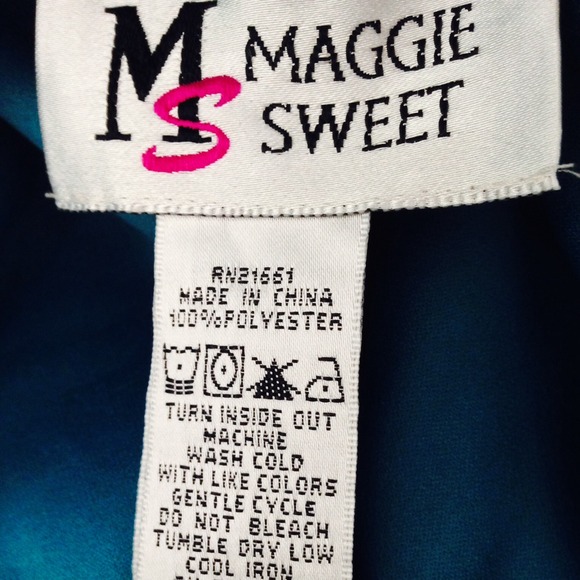 MS MAGGIE
SWEET
RN21661
MADE IN CHINA
100%POLYESTER
TURN INSIDE OUT
MACHINE
WASH COLD
WITH LIKE COLORS
GENTLE CYCLE
DO NOT BLEACH
TUMBLE DRY LOW
COOL IRON